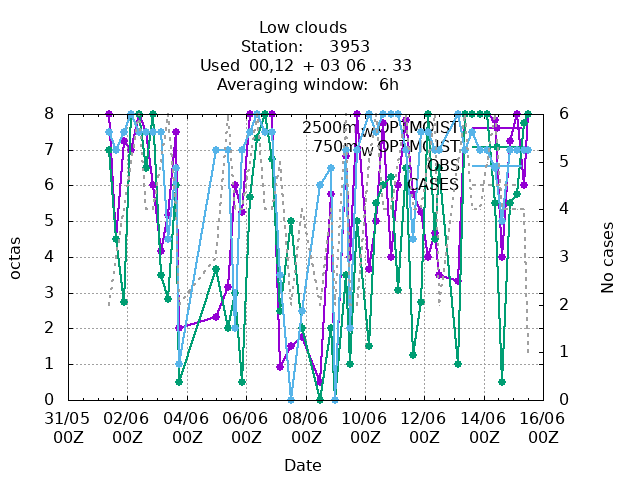 Low clouds
Station: 3953
Used 00,12 + 03 06 ... 33
Averaging window: 6h
8 7 6 5 4 3 2 1 0
octas
6 5 4 3 2 1 0
No cases
2500m_w_OPTMOIST
750m_w_OPTMOIST
OBS
CASES
31/05 02/06 04/06 06/06 08/06 10/06 12/06 14/06 16/06
00Z 00Z 00Z 00Z 00Z 00Z 00Z 00Z 00Z
Date